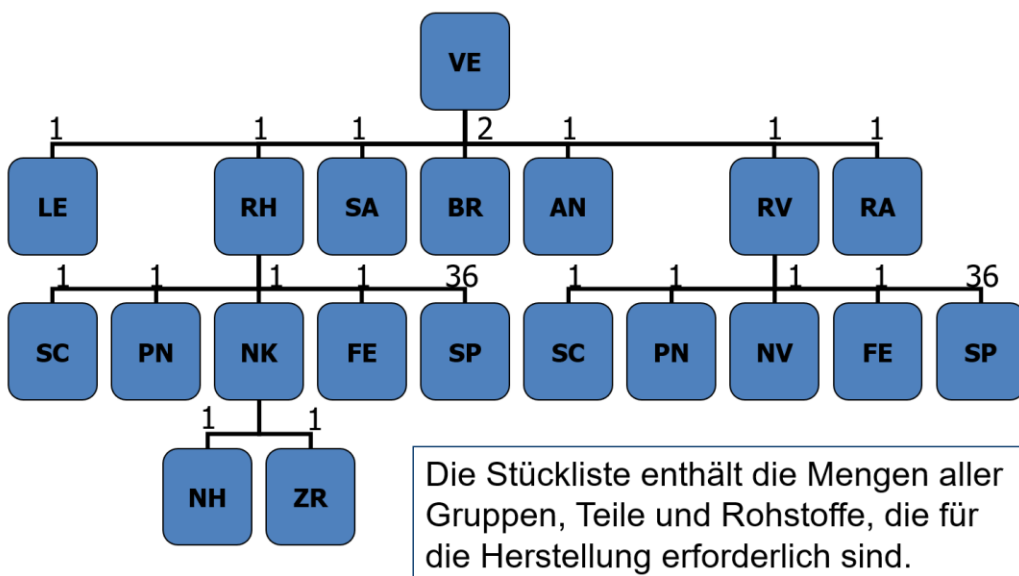 VE
1 1 1 2 1 1 1
LE RH SA BR AN RV RA
1 1 1 1 36 1 1 1 1 36
SC PN NK FE SP SC PN NV FE SP
1 1
NH ZR
Die Stückliste enthält die Mengen aller
Gruppen, Teile und Rohstoffe, die für
die Herstellung erforderlich sind.